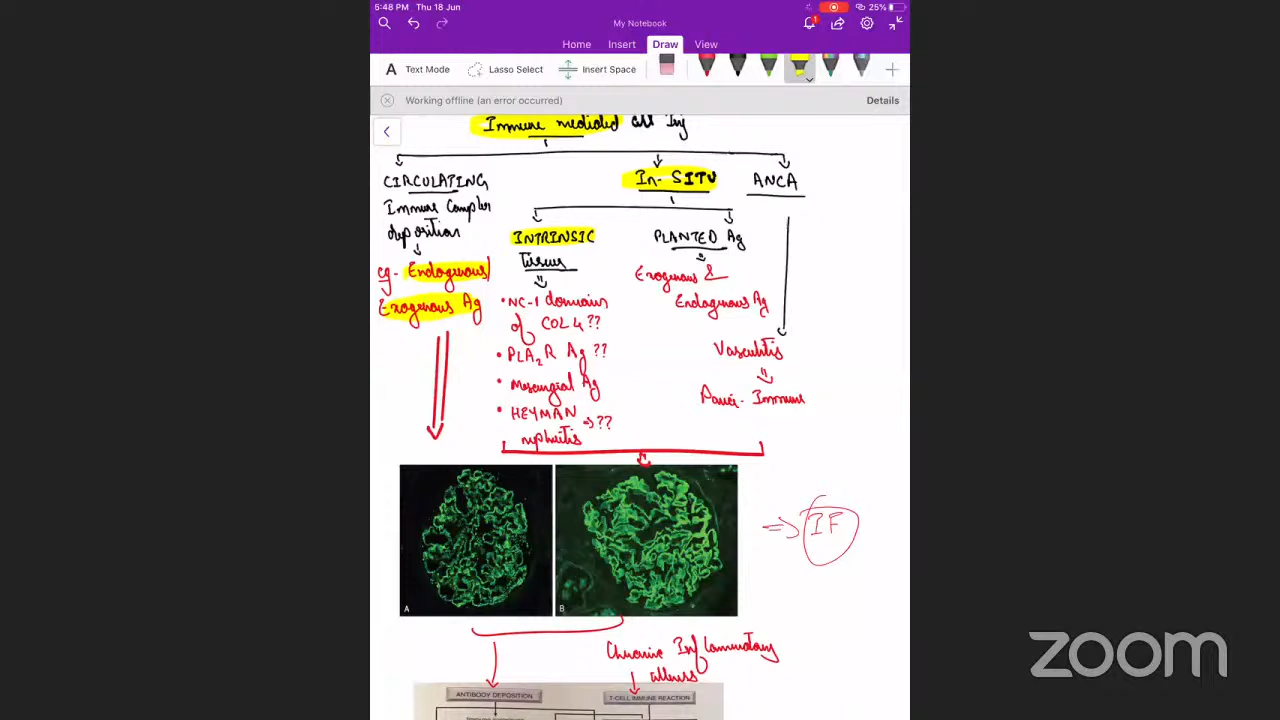 5:48 PM Thu 18 Jun
25%
My Notebook
Home Insert Draw View
A Text Mode Lasso Select Insert Space
Working offline (an error occurred) Details
Immune mediated Inj
CIRCULATING
Immune Complex
deposition
eg- Endogenous/
Exogenous Ag
In-SITU
INTRINSIC
Tissue
• NC-1 domain
of COL4 ??
• PLA2R Ag ??
• Mesangial Ag
• HEYMAN
nphritis ⇒ ??
PLANTED Ag
Exogenous &
Endogenous Ag
ANCA
Vasculitis
Pauci-Immune
A
B
⇒ IF
Chronic Inflammatory
ANTIBODY DEPOSITION
T-CELL IMMUNE REACTION
zoom